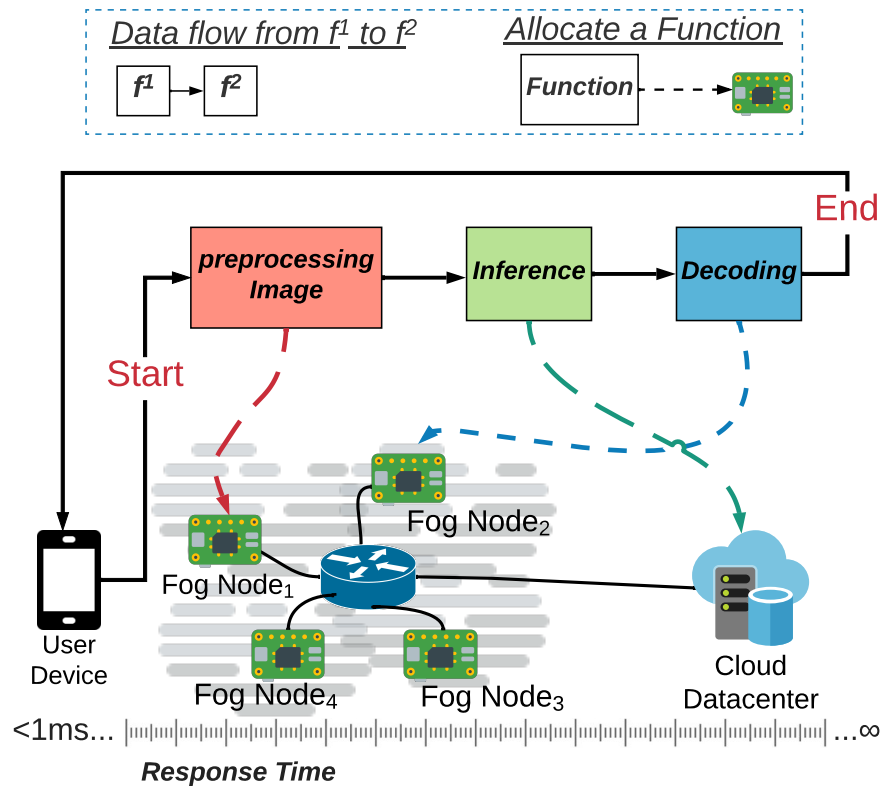 Data flow from f¹ to f²
Allocate a Function
f¹
f²
Function
End
preprocessing
Image
Inference
Decoding
Start
Fog Node₂
Fog Node₁
User
Device
Fog Node₄
Fog Node₃
Cloud
Datacenter
<1ms...
...∞
Response Time